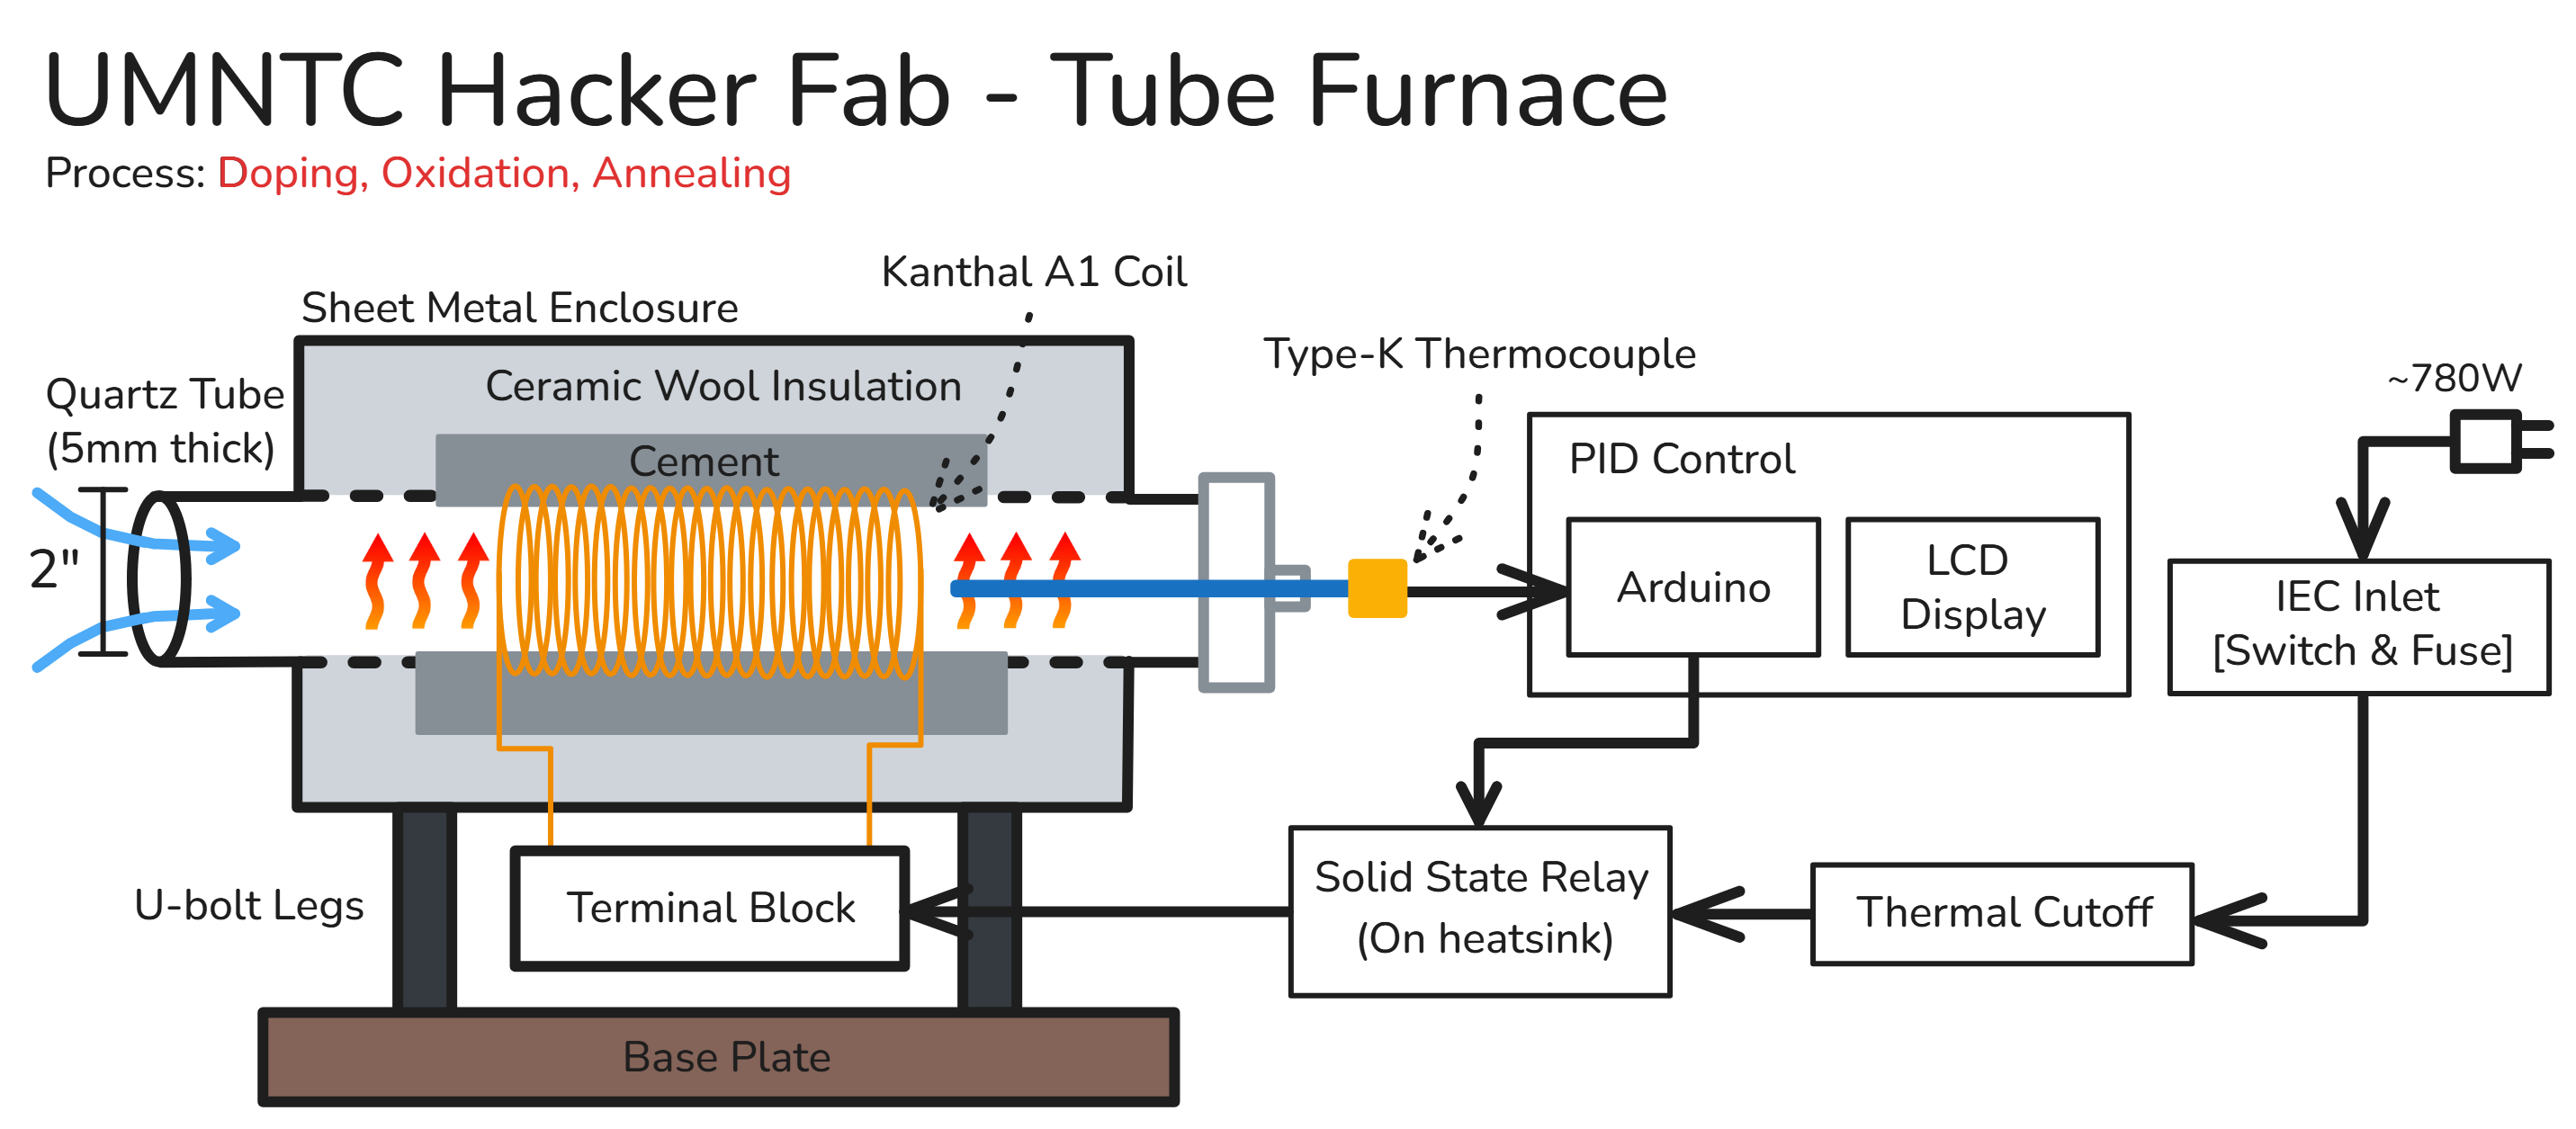 UMNTC Hacker Fab - Tube Furnace
Process: Doping, Oxidation, Annealing
Kanthal A1 Coil
Sheet Metal Enclosure
Type-K Thermocouple
Ceramic Wool Insulation
Quartz Tube
(5mm thick)
~780W
Cement
PID Control
2"
Arduino
LCD
Display
IEC Inlet
[Switch & Fuse]
Solid State Relay
(On heatsink)
Thermal Cutoff
Terminal Block
U-bolt Legs
Base Plate